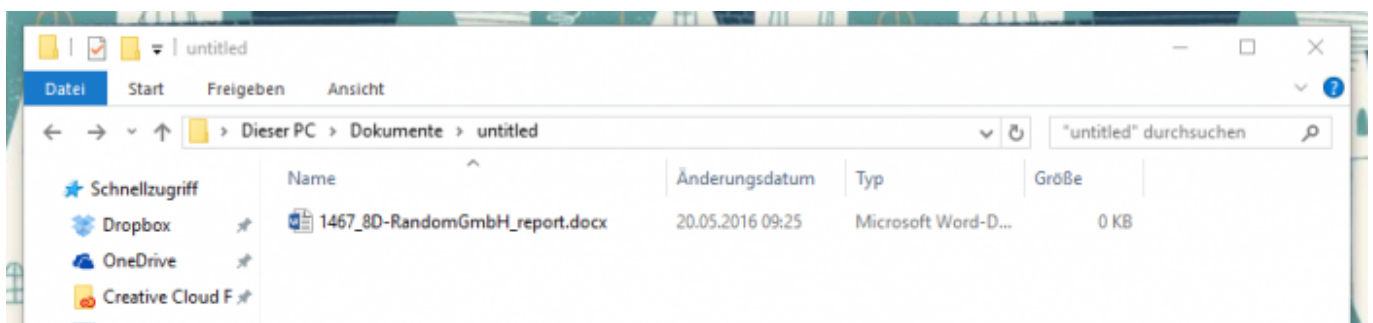 untitled
Datei Start Freigeben Ansicht
Dieser PC > Dokumente > untitled "untitled" durchsuchen
Name Änderungsdatum Typ Größe
Schnellzugriff
Dropbox 1467_8D-RandomGmbH_report.docx 20.05.2016 09:25 Microsoft Word-D... 0 KB
OneDrive
Creative Cloud F